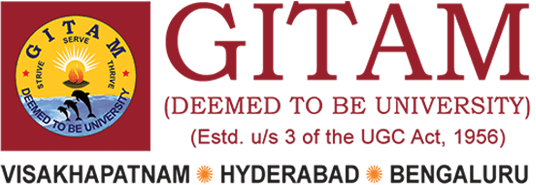 GITAM
STRIVE SERVE THRIVE
DEEMED TO BE UNIVERSITY
GITAM
(DEEMED TO BE UNIVERSITY)
(Estd. u/s 3 of the UGC Act, 1956)
VISAKHAPATNAM HYDERABAD BENGALURU